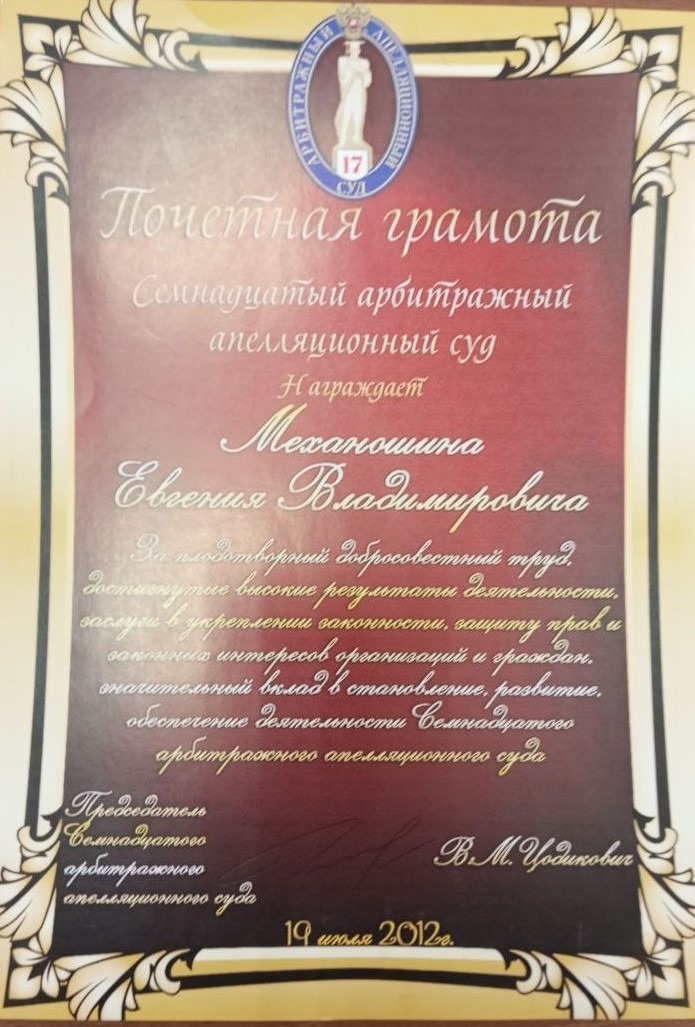 АРБИТРАЖНЫЙ АПЕЛЛЯЦИОННЫЙ
17
СУД
Почетная грамота
Семнадцатый арбитражный
апелляционный суд
Награждает
Механошина
Евгения Владимировича
За плодотворный добросовестный труд,
достигнутые высокие результаты деятельности,
заслуги в укреплении законности, защиту прав и
законных интересов организаций и граждан,
значительный вклад в становление, развитие,
обеспечение деятельности Семнадцатого
арбитражного апелляционного суда
Председатель
Семнадцатого
арбитражного
апелляционного суда
В.М. Цодикович
19 июля 2012г.